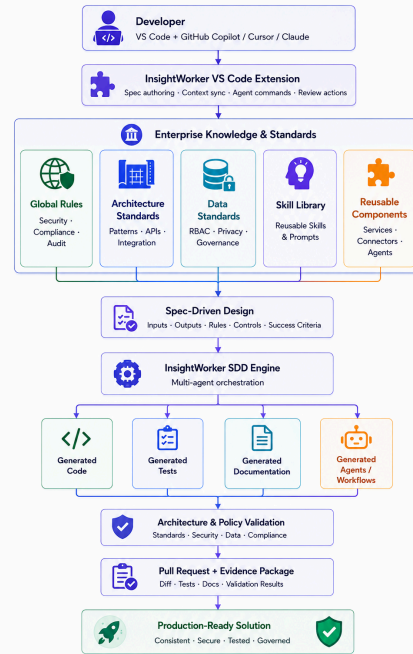 Developer
VS Code + GitHub Copilot / Cursor / Claude
InsightWorker VS Code Extension
Spec authoring · Context sync · Agent commands · Review actions
Enterprise Knowledge & Standards
Global Rules
Security ·
Compliance ·
Audit
Architecture
Standards
Patterns · APIs ·
Integration
Data
Standards
RBAC · Privacy ·
Governance
Skill Library
Reusable Skills
& Prompts
Reusable
Components
Services ·
Connectors ·
Agents
Spec-Driven Design
Inputs · Outputs · Rules · Controls · Success Criteria
InsightWorker SDD Engine
Multi-agent orchestration
Generated
Code
Generated
Tests
Generated
Documentation
Generated
Agents /
Workflows
Architecture & Policy Validation
Standards · Security · Data · Compliance
Pull Request + Evidence Package
Diff · Tests · Docs · Validation Results
Production-Ready Solution
Consistent · Secure · Tested · Governed